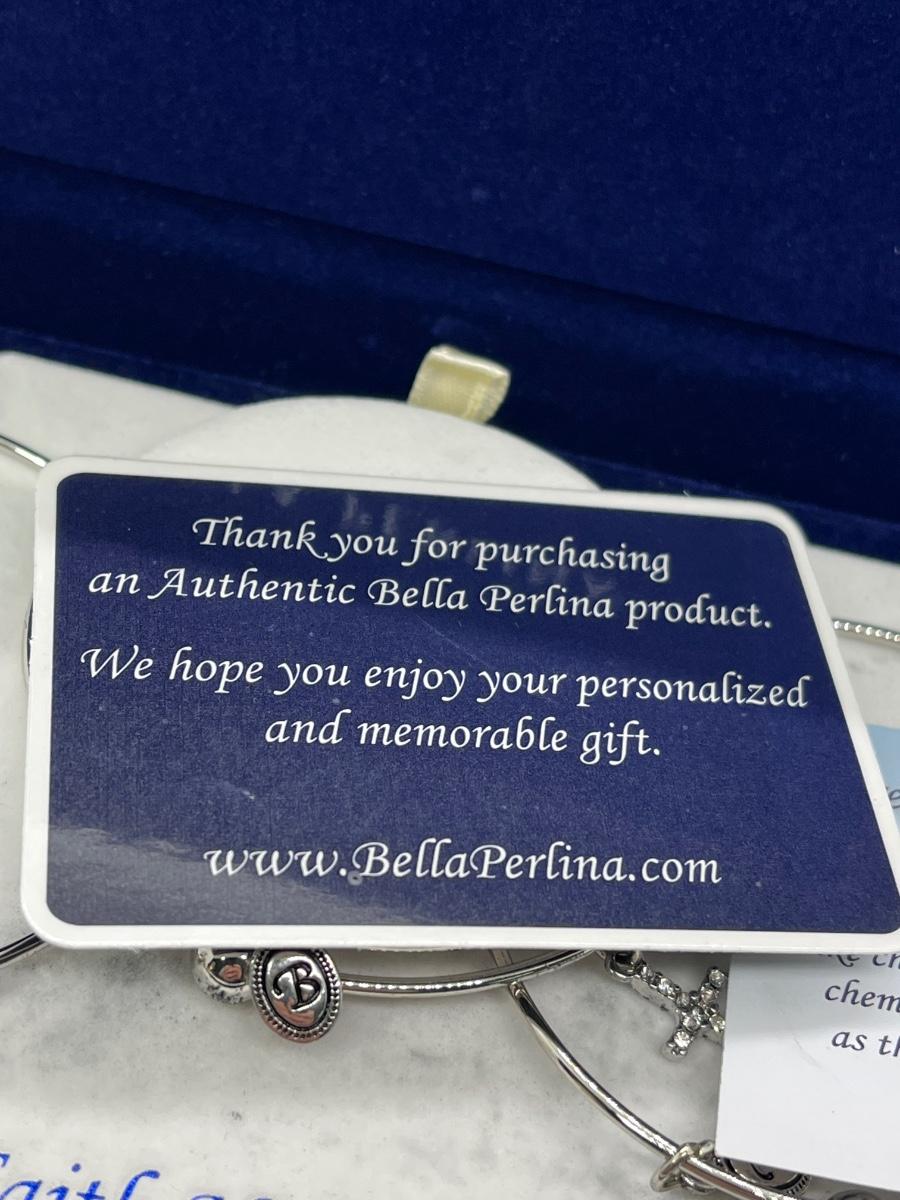 Thank you for purchasing
an Authentic Bella Perlina product.
We hope you enjoy your personalized
and memorable gift.
www.BellaPerlina.com
B
chem
as th
Faith